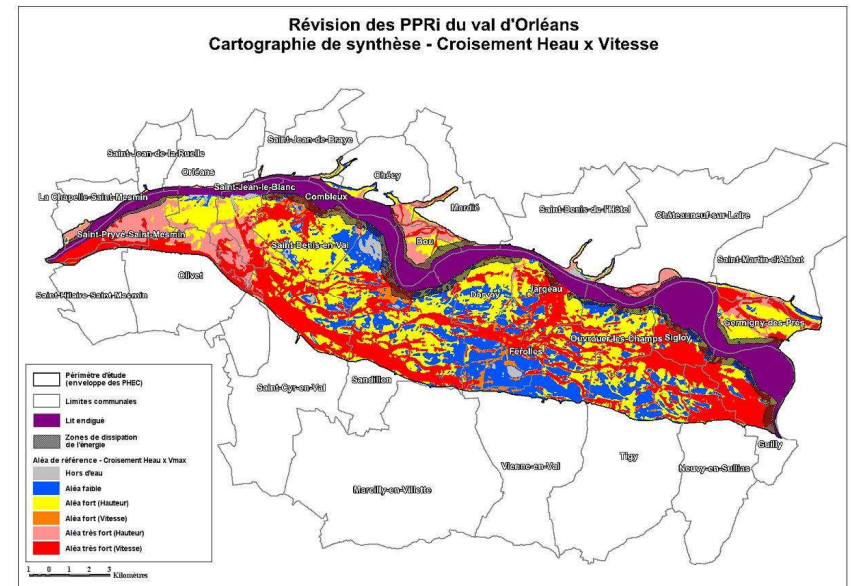 Révision des PPRi du val d'Orléans
Cartographie de synthèse - Croisement Heau x Vitesse
Saint-Jean-de-Braye
Saint-Jean-de-la-Ruelle
Orléans
Chécy
La Chapelle-Saint-Mesmin
Saint-Jean-le-Blanc
Combleux
Mardié
Saint-Denis-de-l'Hôtel
Châteauneuf-sur-Loire
Saint-Pryvé-Saint-Mesmin
Saint-Denis-en-Val
Bou
Saint-Martin-d'Abbat
Olivet
Saint-Hilaire-Saint-Mesmin
Darvoy
Jargeau
Germigny-des-Prés
Ouvrouer-les-Champs
Sigloy
Férolles
Saint-Cyr-en-Val
Sandillon
Guilly
Tigy
Vienne-en-Val
Neuvy-en-Sullias
Marcilly-en-Villette
Périmètre d'étude
(enveloppe des PHEC)
Limites communales
Lit endigué
Zones de dissipation
de l'énergie
Aléa de référence - Croisement Heau x Vmax
Hors d'eau
Aléa faible
Aléa fort (Hauteur)
Aléa fort (Vitesse)
Aléa très fort (Hauteur)
Aléa très fort (Vitesse)
1 0 1 2 3
Kilomètres